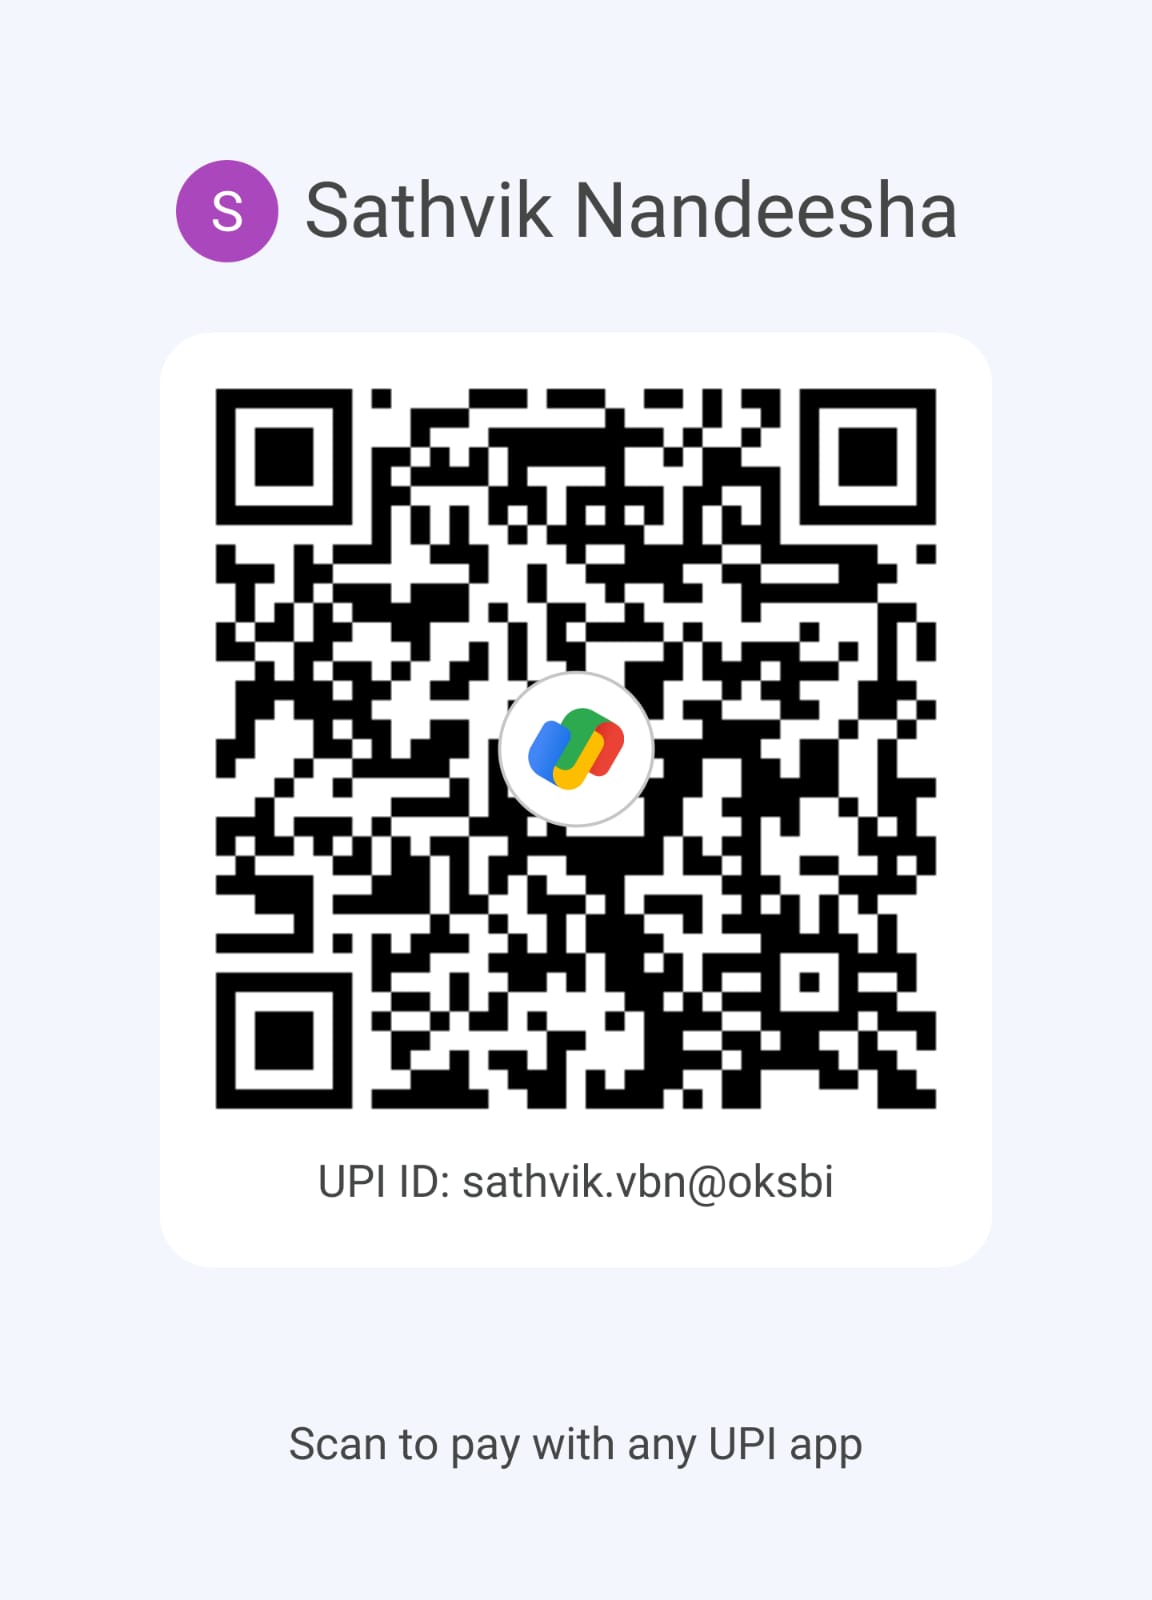 S
Sathvik Nandeesha
UPI ID: sathvik.vbn@oksbi
Scan to pay with any UPI app